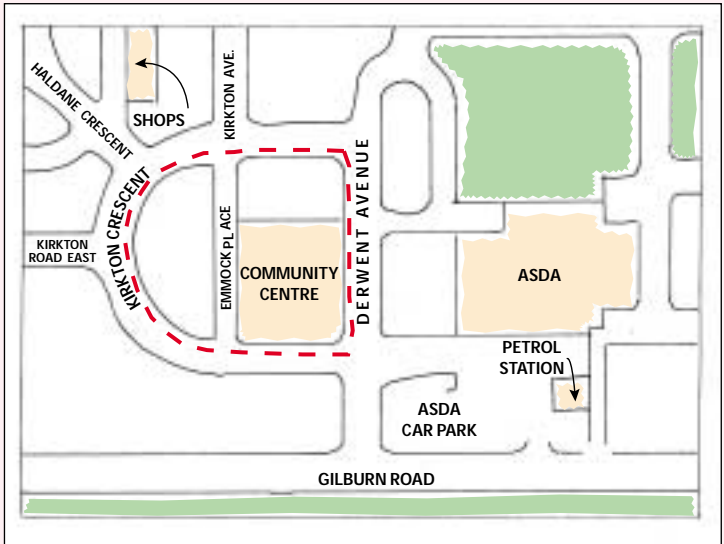 HALDANE CRESCENT
SHOPS
KIRKTON AVE.
KIRKTON CRESCENT
KIRKTON
ROAD EAST
EMMOCK PLACE
COMMUNITY
CENTRE
DERWENT AVENUE
ASDA
PETROL
STATION
ASDA
CAR PARK
GILBURN ROAD